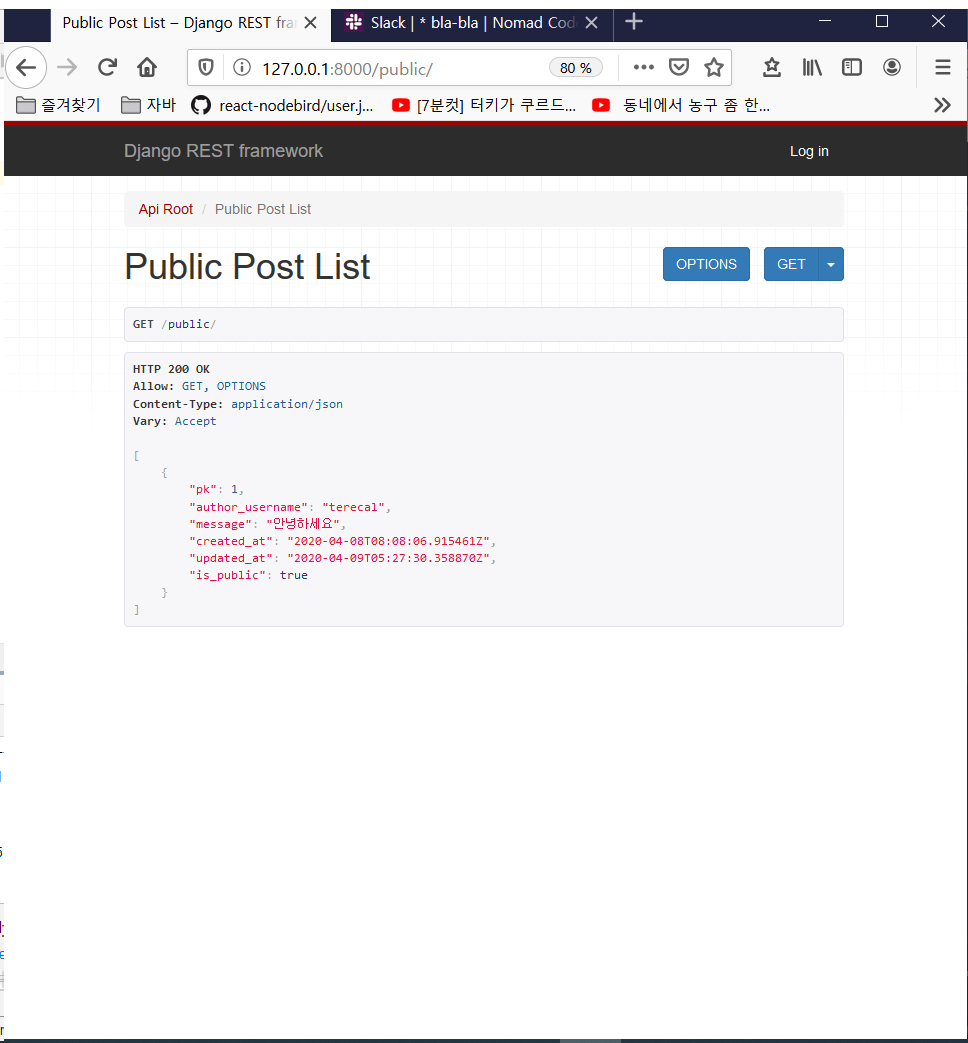 Public Post List – Django REST fra
Slack | * bla-bla | Nomad Cod
127.0.0.1:8000/public/
80 %
즐겨찾기
자바
react-nodebird/user.j...
[7분컷] 터키가 쿠르드...
동네에서 농구 좀 한...
Django REST framework
Log in
Api Root / Public Post List
Public Post List
OPTIONS
GET
GET /public/
HTTP 200 OK
Allow: GET, OPTIONS
Content-Type: application/json
Vary: Accept
[
{
"pk": 1,
"author_username": "terecal",
"message": "안녕하세요",
"created_at": "2020-04-08T08:08:06.915461Z",
"updated_at": "2020-04-09T05:27:30.358870Z",
"is_public": true
}
]